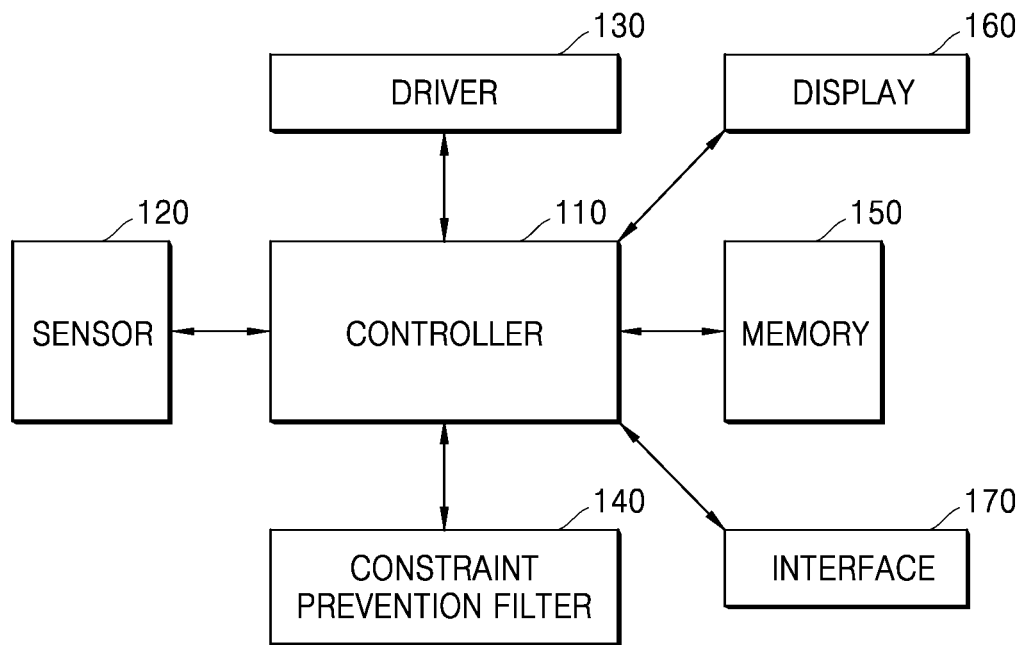 130
DRIVER
160
DISPLAY
120
SENSOR
110
CONTROLLER
150
MEMORY
140
CONSTRAINT
PREVENTION FILTER
170
INTERFACE